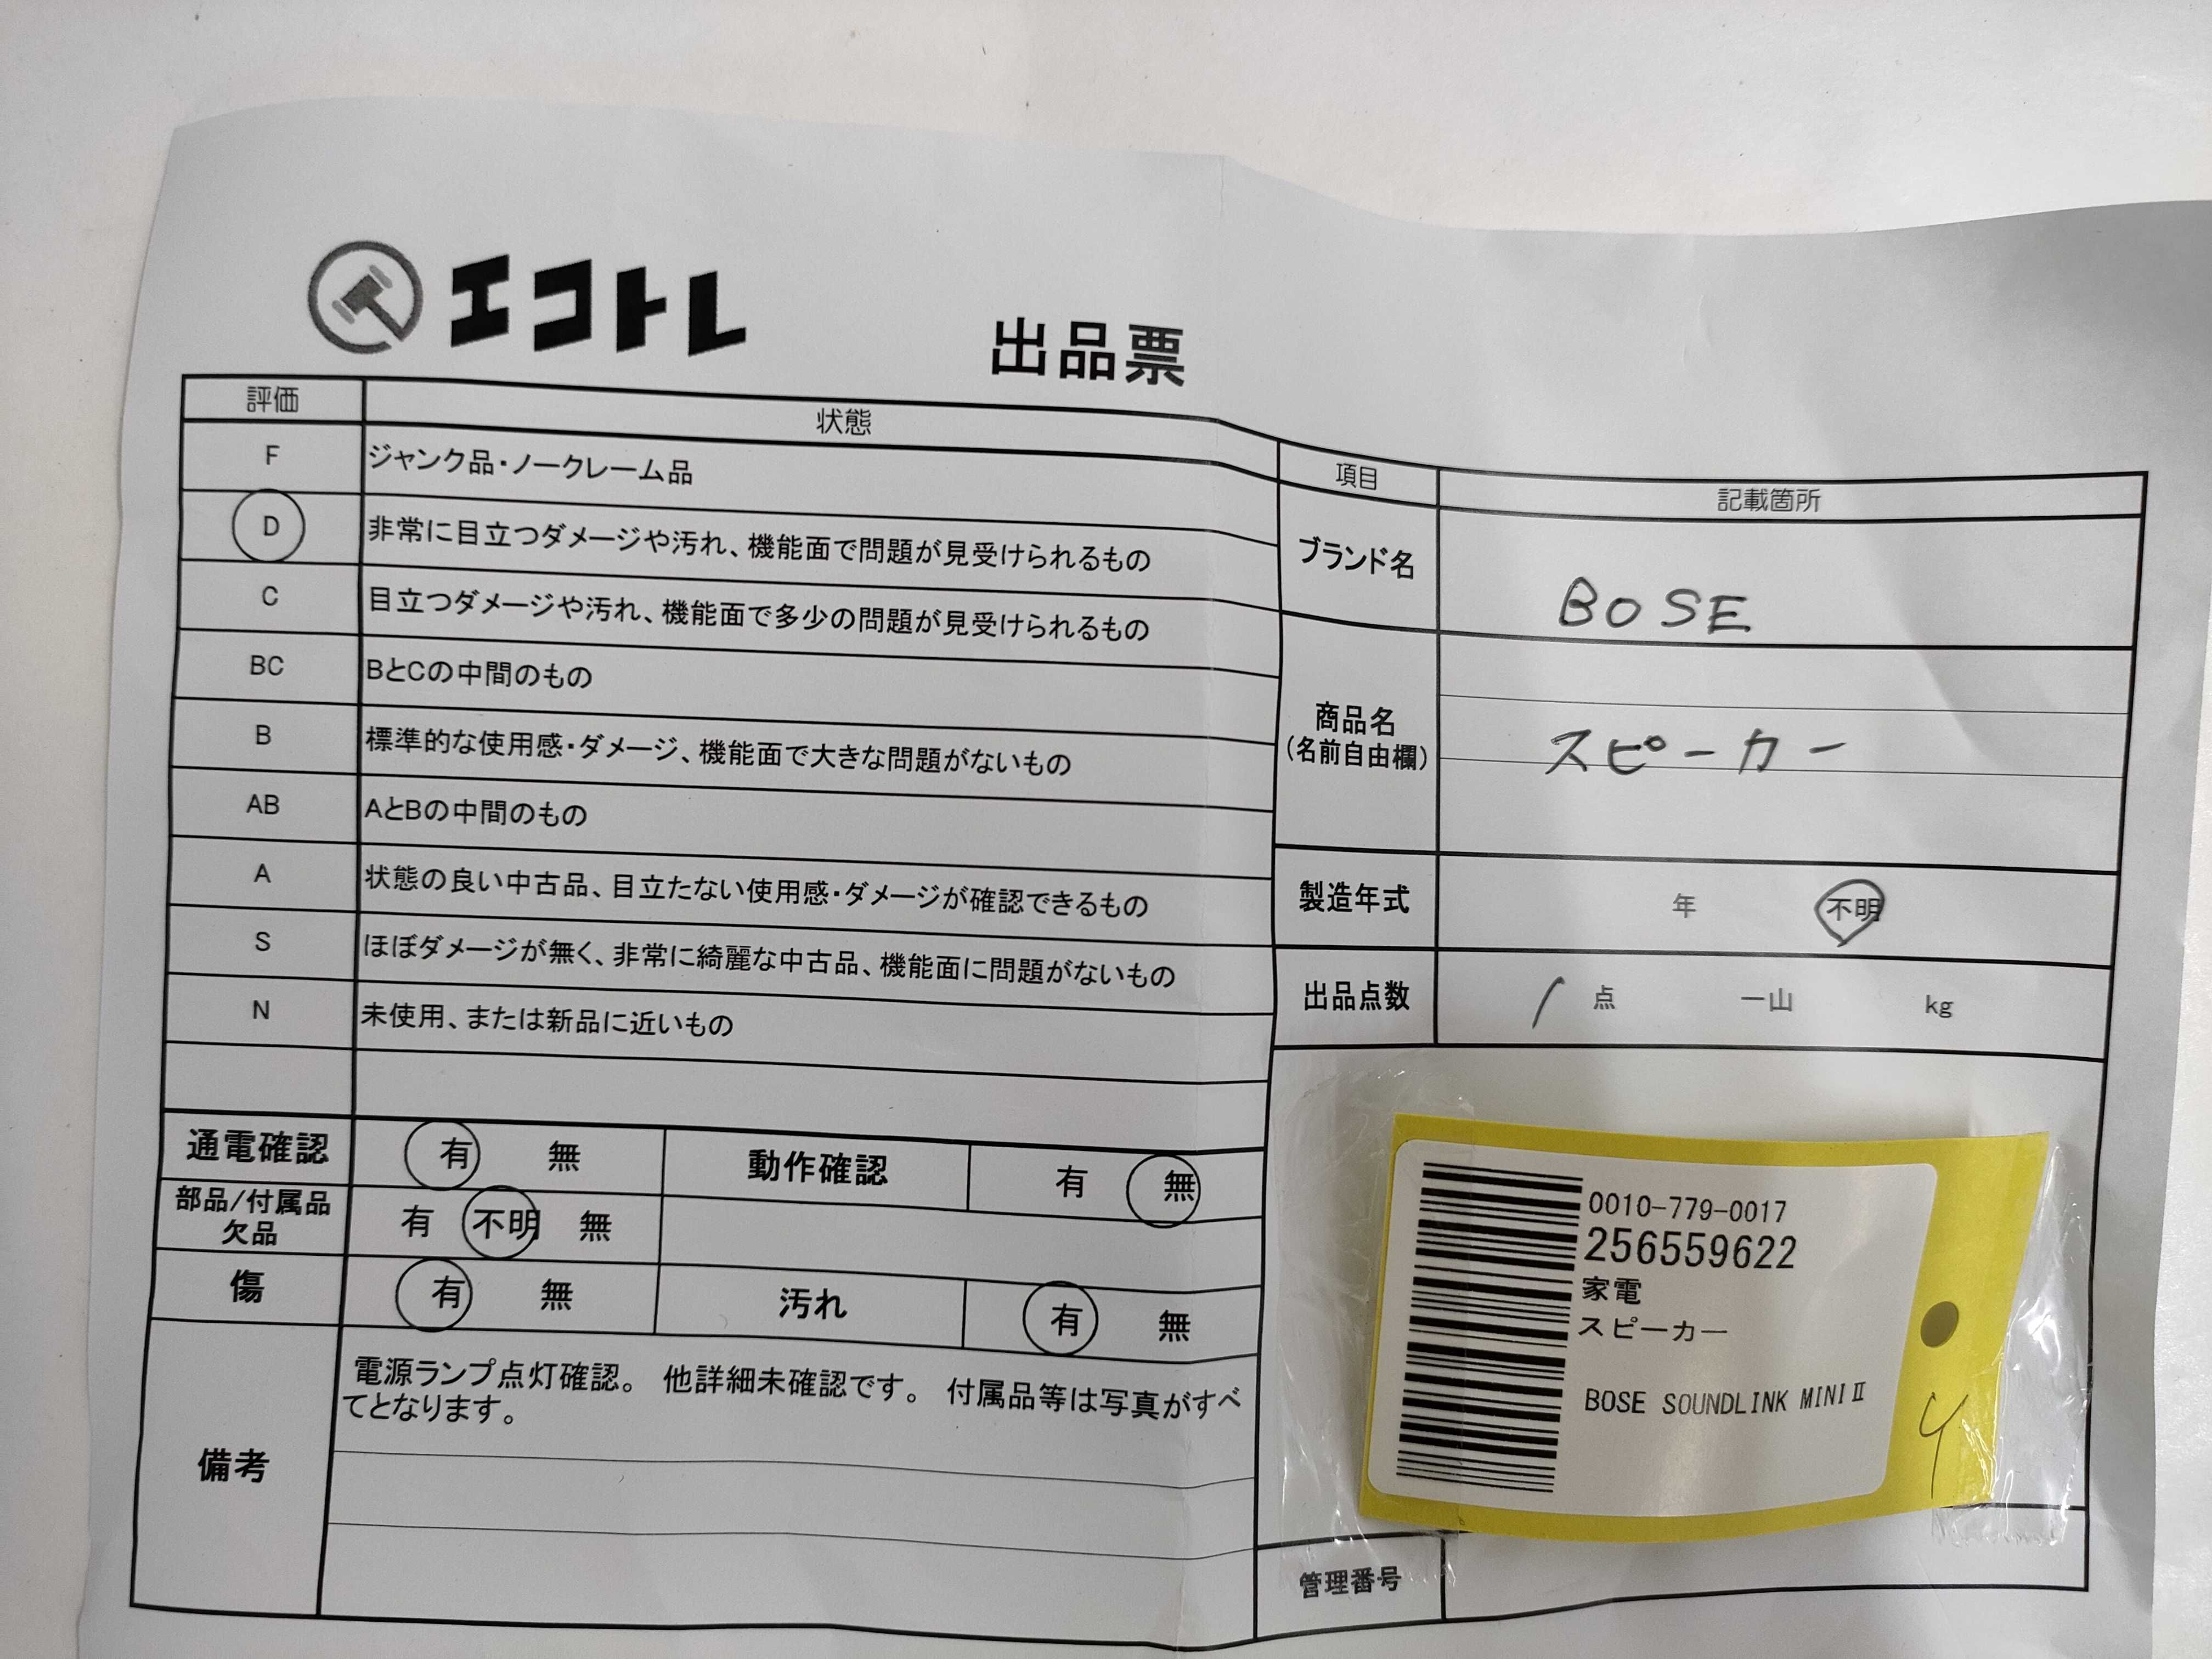 エコトレ
出品票
評価 状態
F ジャンク品・ノークレーム品
D 非常に目立つダメージや汚れ、機能面で問題が見受けられるもの
C 目立つダメージや汚れ、機能面で多少の問題が見受けられるもの
BC BとCの中間のもの
B 標準的な使用感・ダメージ、機能面で大きな問題がないもの
AB AとBの中間のもの
A 状態の良い中古品、目立たない使用感・ダメージが確認できるもの
S ほぼダメージが無く、非常に綺麗な中古品、機能面に問題がないもの
N 未使用、または新品に近いもの
通電確認 有 無 動作確認 有 無
部品/付属品
欠品 有 不明 無
傷 有 無 汚れ 有 無
備考
電源ランプ点灯確認。 他詳細未確認です。 付属品等は写真がすべ
てとなります。
項目 記載箇所
ブランド名 BOSE
商品名
(名前自由欄) スピーカー
製造年式 年 不明
出品点数 1 点 一山 kg
0010-779-0017
256559622
家電
スピーカー
BOSE SOUNDLINK MINIⅡ
管理番号